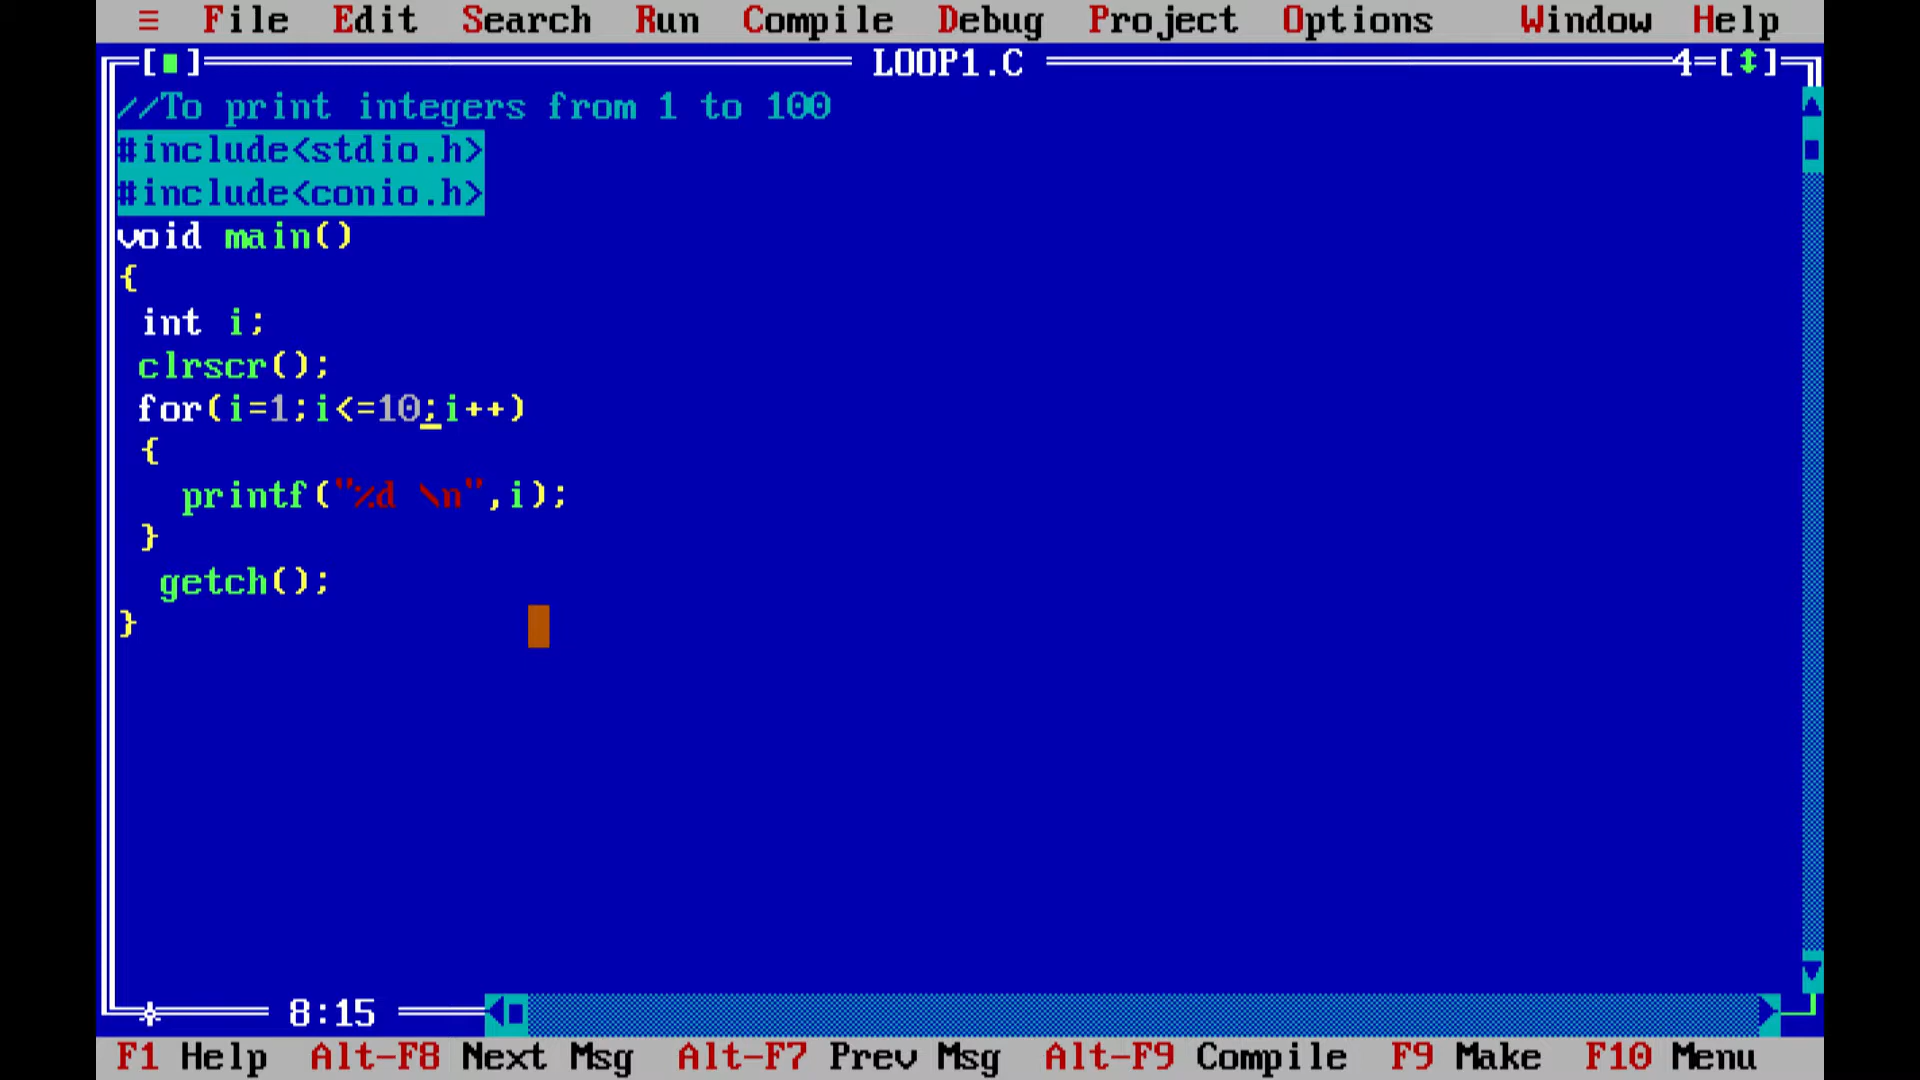 ≡ File Edit Search Run Compile Debug Project Options Window Help
[■] LOOP1.C 4=[↕]
//To print integers from 1 to 100
#include<stdio.h>
#include<conio.h>
void main()
{
int i;
clrscr();
for(i=1;i<=10;i++)
{
printf("%d \n",i);
}
getch();
}
8:15
F1 Help Alt-F8 Next Msg Alt-F7 Prev Msg Alt-F9 Compile F9 Make F10 Menu